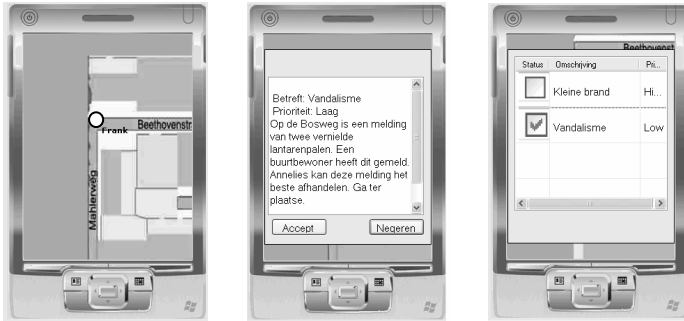 Frank
Beethovenstr
Mahlerweg
Betreft: Vandalisme
Prioriteit: Laag
Op de Bosweg is een melding
van twee vernielde
lantarenpalen. Een
buurtbewoner heeft dit gemeld.
Annelies kan deze melding het
beste afhandelen. Ga ter
plaatse.
Accept Negeren
Beethovenst
Status Omschrijving Pri...
Kleine brand Hi...
Vandalisme Low